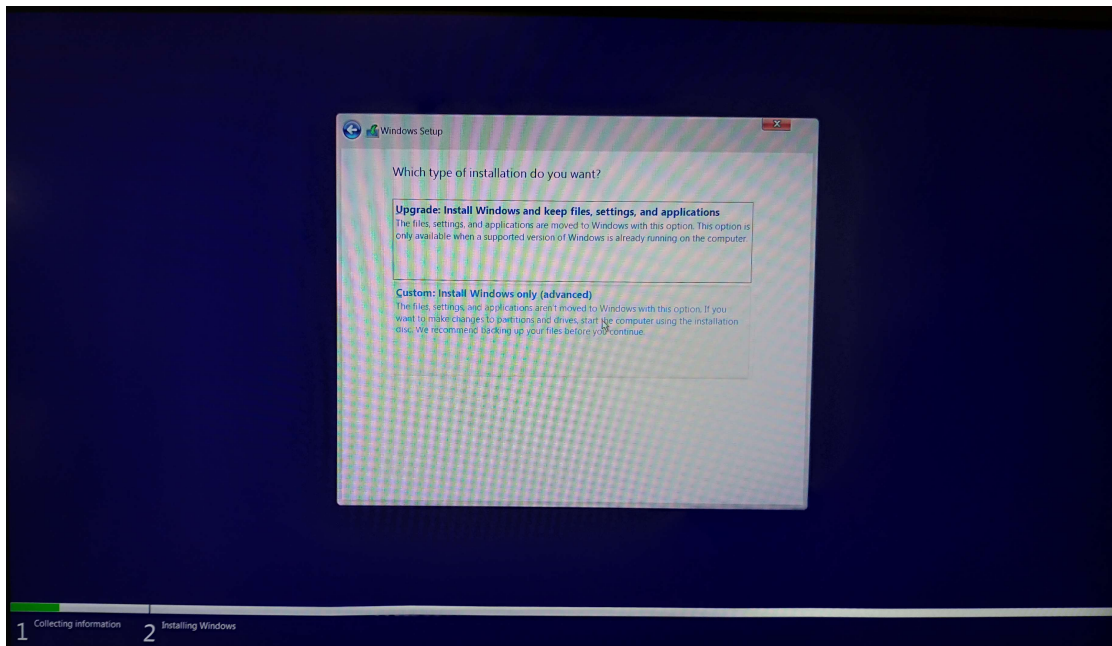 Windows Setup
Which type of installation do you want?
Upgrade: Install Windows and keep files, settings, and applications
The files, settings, and applications are moved to Windows with this option. This option is
only available when a supported version of Windows is already running on the computer.
Custom: Install Windows only (advanced)
The files, settings, and applications aren't moved to Windows with this option. If you
want to make changes to partitions and drives, start the computer using the installation
disc. We recommend backing up your files before you continue.
1 Collecting information
2 Installing Windows